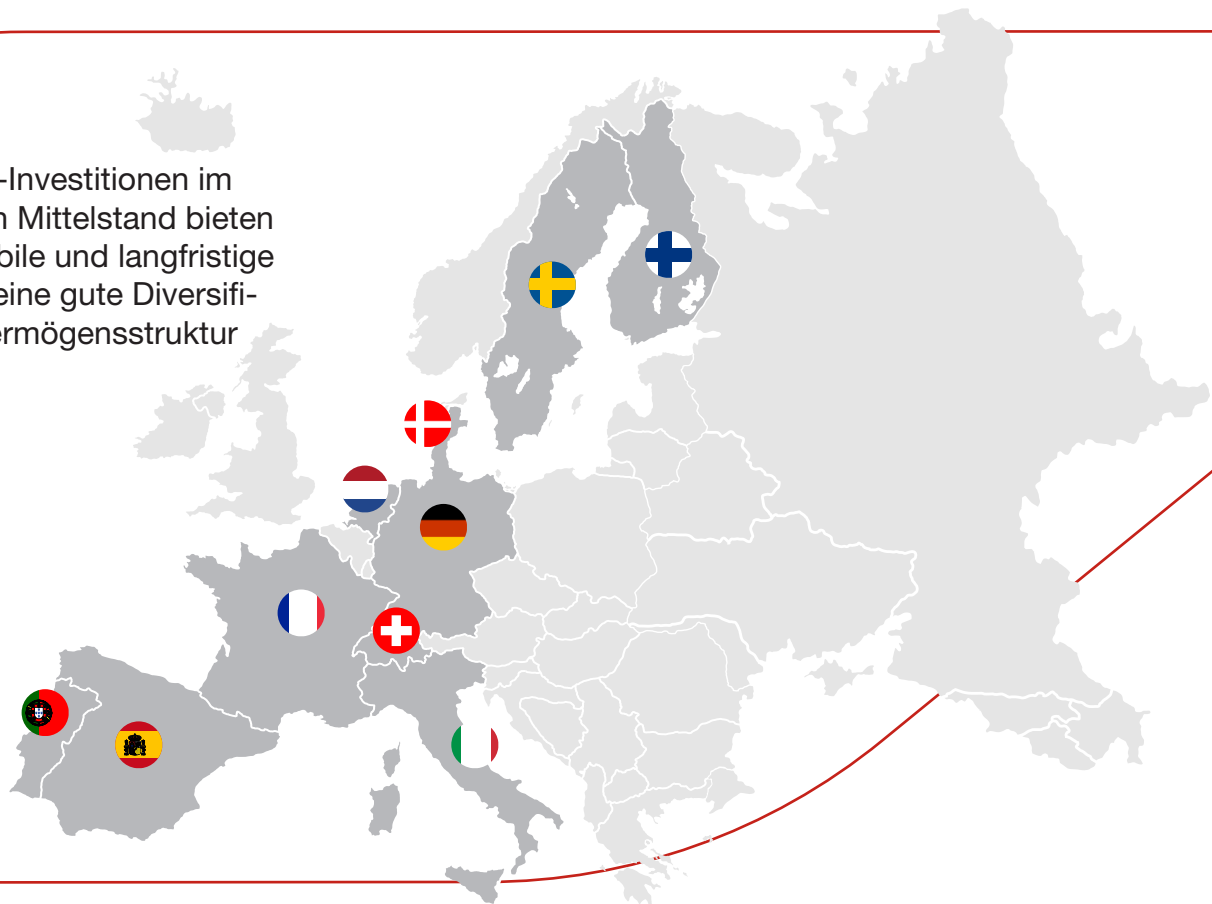 -Investitionen im
Mittelstand bieten
bile und langfristige
eine gute Diversifi-
ermögensstruktur